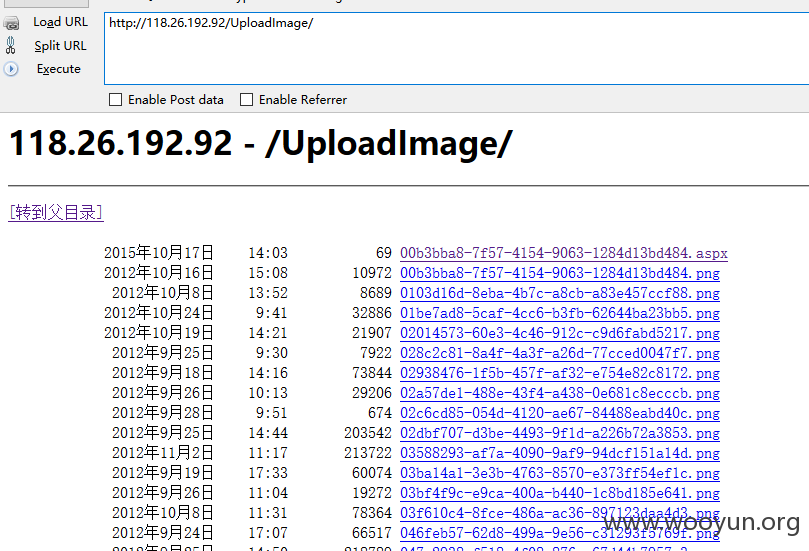 Load URL
http://118.26.192.92/UploadImage/
Split URL
Execute
Enable Post data Enable Referrer
118.26.192.92 - /UploadImage/
[转到父目录]
2015年10月17日 14:03 69 00b3bba8-7f57-4154-9063-1284d13bd484.aspx
2012年10月16日 15:08 10972 00b3bba8-7f57-4154-9063-1284d13bd484.png
2012年10月8日 13:52 8689 0103d16d-8eba-4b7c-a8cb-a83e457ccf88.png
2012年10月24日 9:41 32886 01be7ad8-5caf-4cc6-b3fb-62644ba23bb5.png
2012年10月19日 14:21 21907 02014573-60e3-4c46-912c-c9d6fabd5217.png
2012年9月25日 9:30 7922 028c2c81-8a4f-4a3f-a26d-77cced0047f7.png
2012年9月18日 14:16 73844 02938476-1f5b-457f-af32-e754e82c8172.png
2012年9月26日 10:13 29206 02a57de1-488e-43f4-a438-0e681c8ecccb.png
2012年9月28日 9:51 674 02c6cd85-054d-4120-ae67-84488eabd40c.png
2012年9月25日 14:44 203542 02dbf707-d3be-4493-9f1d-a226b72a3853.png
2012年11月2日 11:17 213722 03588293-af7a-4090-9af9-94dcf151a14d.png
2012年9月19日 17:33 60074 03ba14a1-3e3b-4763-8570-e373ff54ef1c.png
2012年9月26日 11:04 19272 03bf4f9c-e9ca-400a-b440-1c8bd185e641.png
2012年10月8日 11:31 78364 03f610c4-8fce-486a-ac36-897123daa4d3.png
2012年9月24日 17:07 66517 046feb57-62d8-499a-9e56-c31293f5769f.png
www.wooyun.org